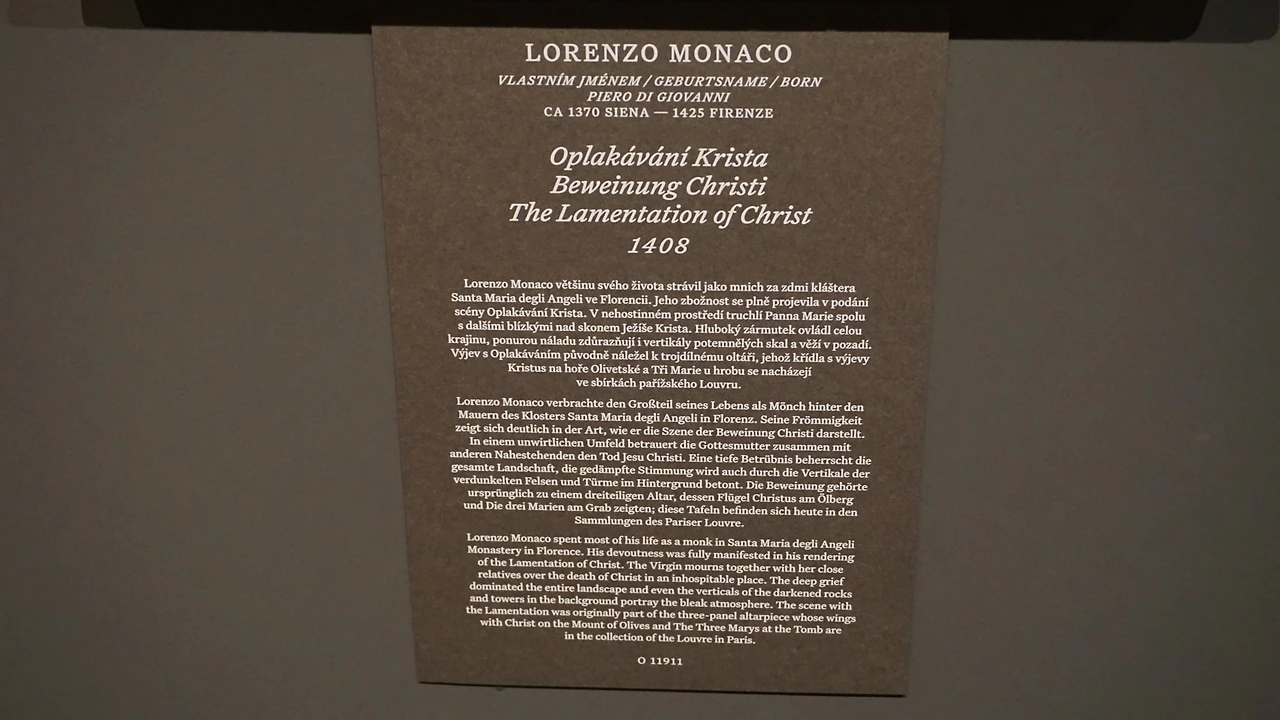 LORENZO MONACO
VLASTNÍM JMÉNEM / GEBURTSNAME / BORN
PIERO DI GIOVANNI
CA 1370 SIENA — 1425 FIRENZE
Oplakávání Krista
Beweinung Christi
The Lamentation of Christ
1408
Lorenzo Monaco většinu svého života strávil jako mnich za zdmi kláštera
Santa Maria degli Angeli ve Florencii. Jeho zbožnost se plně projevila v podání
scény Oplakávání Krista. V nehostinném prostředí truchlí Panna Marie spolu
s dalšími blízkými nad skonem Ježíše Krista. Hluboký zármutek ovládl celou
krajinu, ponurou náladu zdůrazňují i vertikály potemnělých skal a věží v pozadí.
Výjev s Oplakáváním původně náležel k trojdílnému oltáři, jehož křídla s výjevy
Kristus na hoře Olivetské a Tři Marie u hrobu se nacházejí
ve sbírkách pařížského Louvru.
Lorenzo Monaco verbrachte den Großteil seines Lebens als Mönch hinter den
Mauern des Klosters Santa Maria degli Angeli in Florenz. Seine Frömmigkeit
zeigt sich deutlich in der Art, wie er die Szene der Beweinung Christi darstellt.
In einem unwirtlichen Umfeld betrauert die Gottesmutter zusammen mit
anderen Nahestehenden den Tod Jesu Christi. Eine tiefe Betrübnis beherrscht die
gesamte Landschaft, die gedämpfte Stimmung wird auch durch die Vertikale der
verdunkelten Felsen und Türme im Hintergrund betont. Die Beweinung gehörte
ursprünglich zu einem dreiteiligen Altar, dessen Flügel Christus am Ölberg
und Die drei Marien am Grab zeigten; diese Tafeln befinden sich heute in den
Sammlungen des Pariser Louvre.
Lorenzo Monaco spent most of his life as a monk in Santa Maria degli Angeli
Monastery in Florence. His devoutness was fully manifested in his rendering
of the Lamentation of Christ. The Virgin mourns together with her close
relatives over the death of Christ in an inhospitable place. The deep grief
dominated the entire landscape and even the verticals of the darkened rocks
and towers in the background portray the bleak atmosphere. The scene with
the Lamentation was originally part of the three-panel altarpiece whose wings
with Christ on the Mount of Olives and The Three Marys at the Tomb are
in the collection of the Louvre in Paris.
O 11911